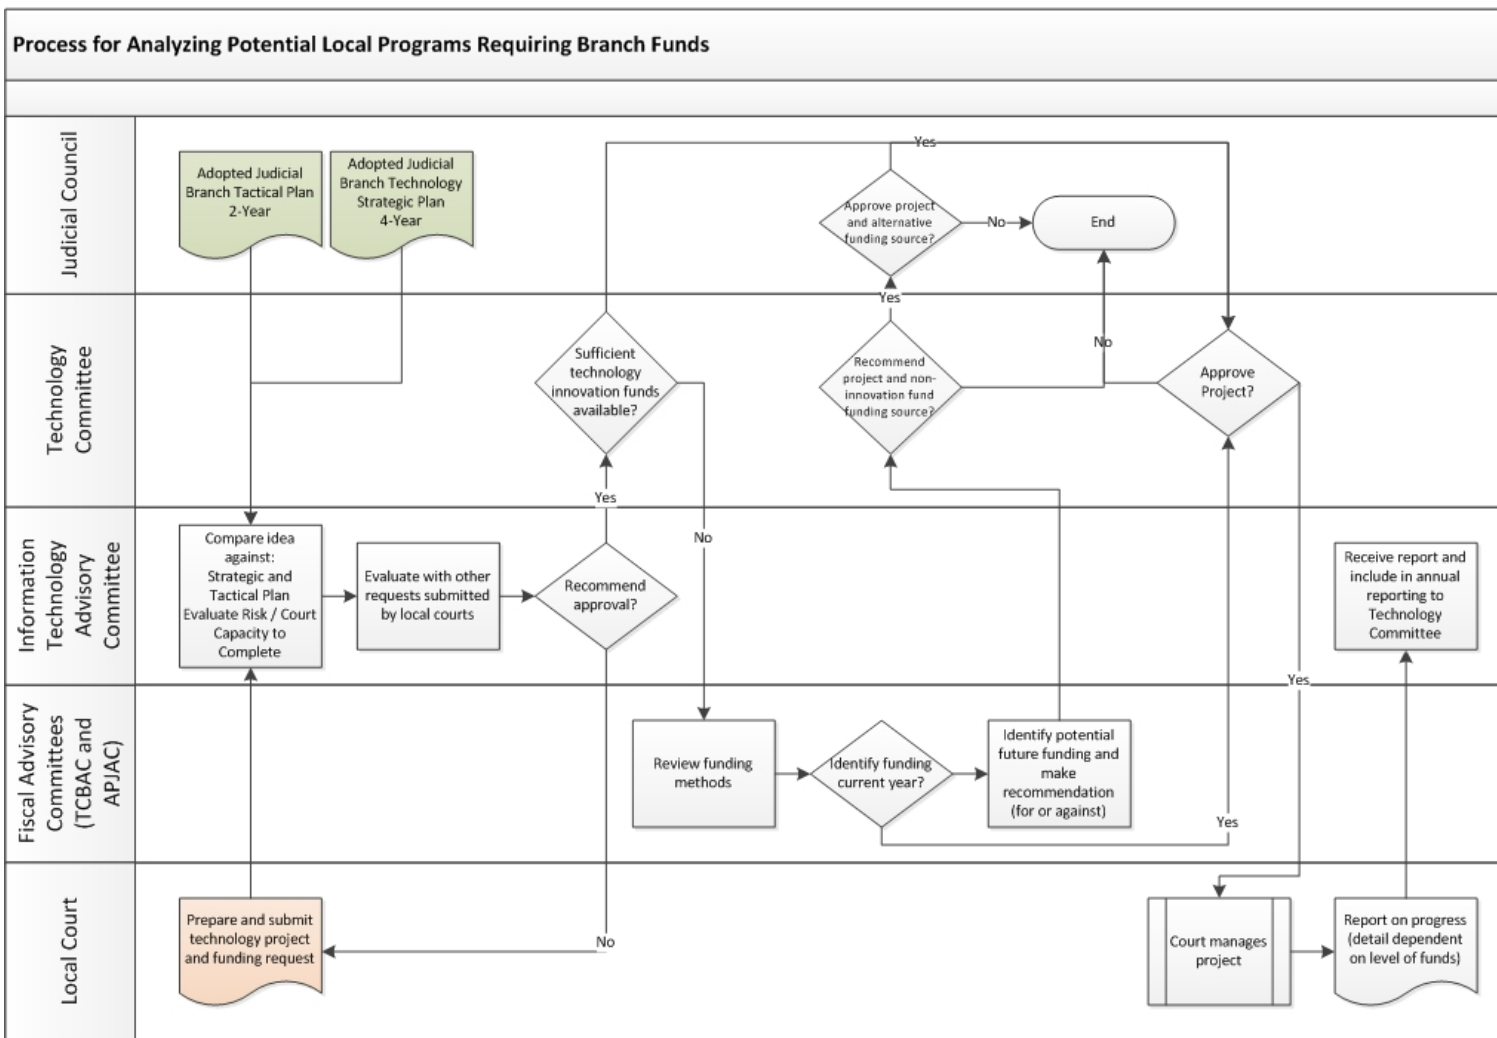 Process for Analyzing Potential Local Programs Requiring Branch Funds
Judicial Council
Adopted Judicial
Branch Tactical Plan
2-Year
Adopted Judicial
Branch Technology
Strategic Plan
4-Year
Yes
Approve project
and alternative
funding source?
No
End
Yes
Technology
Committee
Sufficient
technology
innovation funds
available?
Recommend
project and non-
innovation fund
funding source?
No
Approve
Project?
Yes
No
Information
Technology
Advisory
Committee
Compare idea
against:
Strategic and
Tactical Plan
Evaluate Risk / Court
Capacity to
Complete
Evaluate with other
requests submitted
by local courts
Recommend
approval?
Receive report and
include in annual
reporting to
Technology
Committee
Yes
Fiscal Advisory
Committees
(TCBAC and
APJAC)
Review funding
methods
Identify funding
current year?
Identify potential
future funding and
make
recommendation
(for or against)
Yes
Local Court
Prepare and submit
technology project
and funding request
No
Court manages
project
Report on progress
(detail dependent
on level of funds)